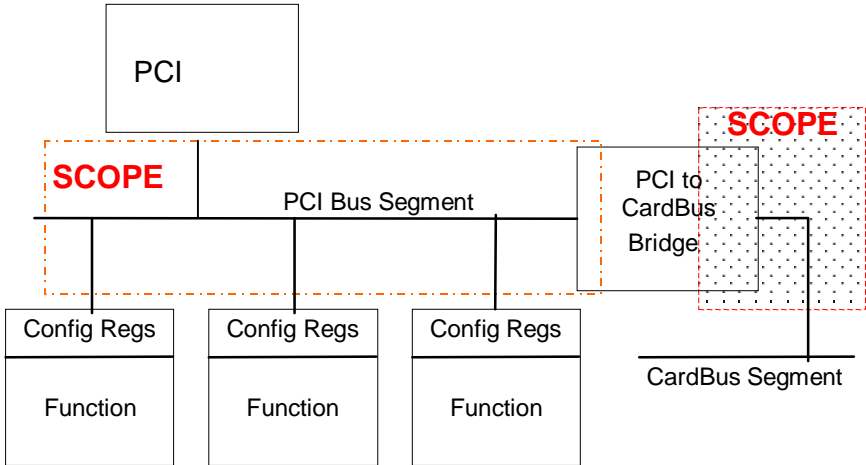 PCI
SCOPE
SCOPE
PCI to
CardBus
Bridge
PCI Bus Segment
Config Regs
Config Regs
Config Regs
Function
Function
Function
CardBus Segment